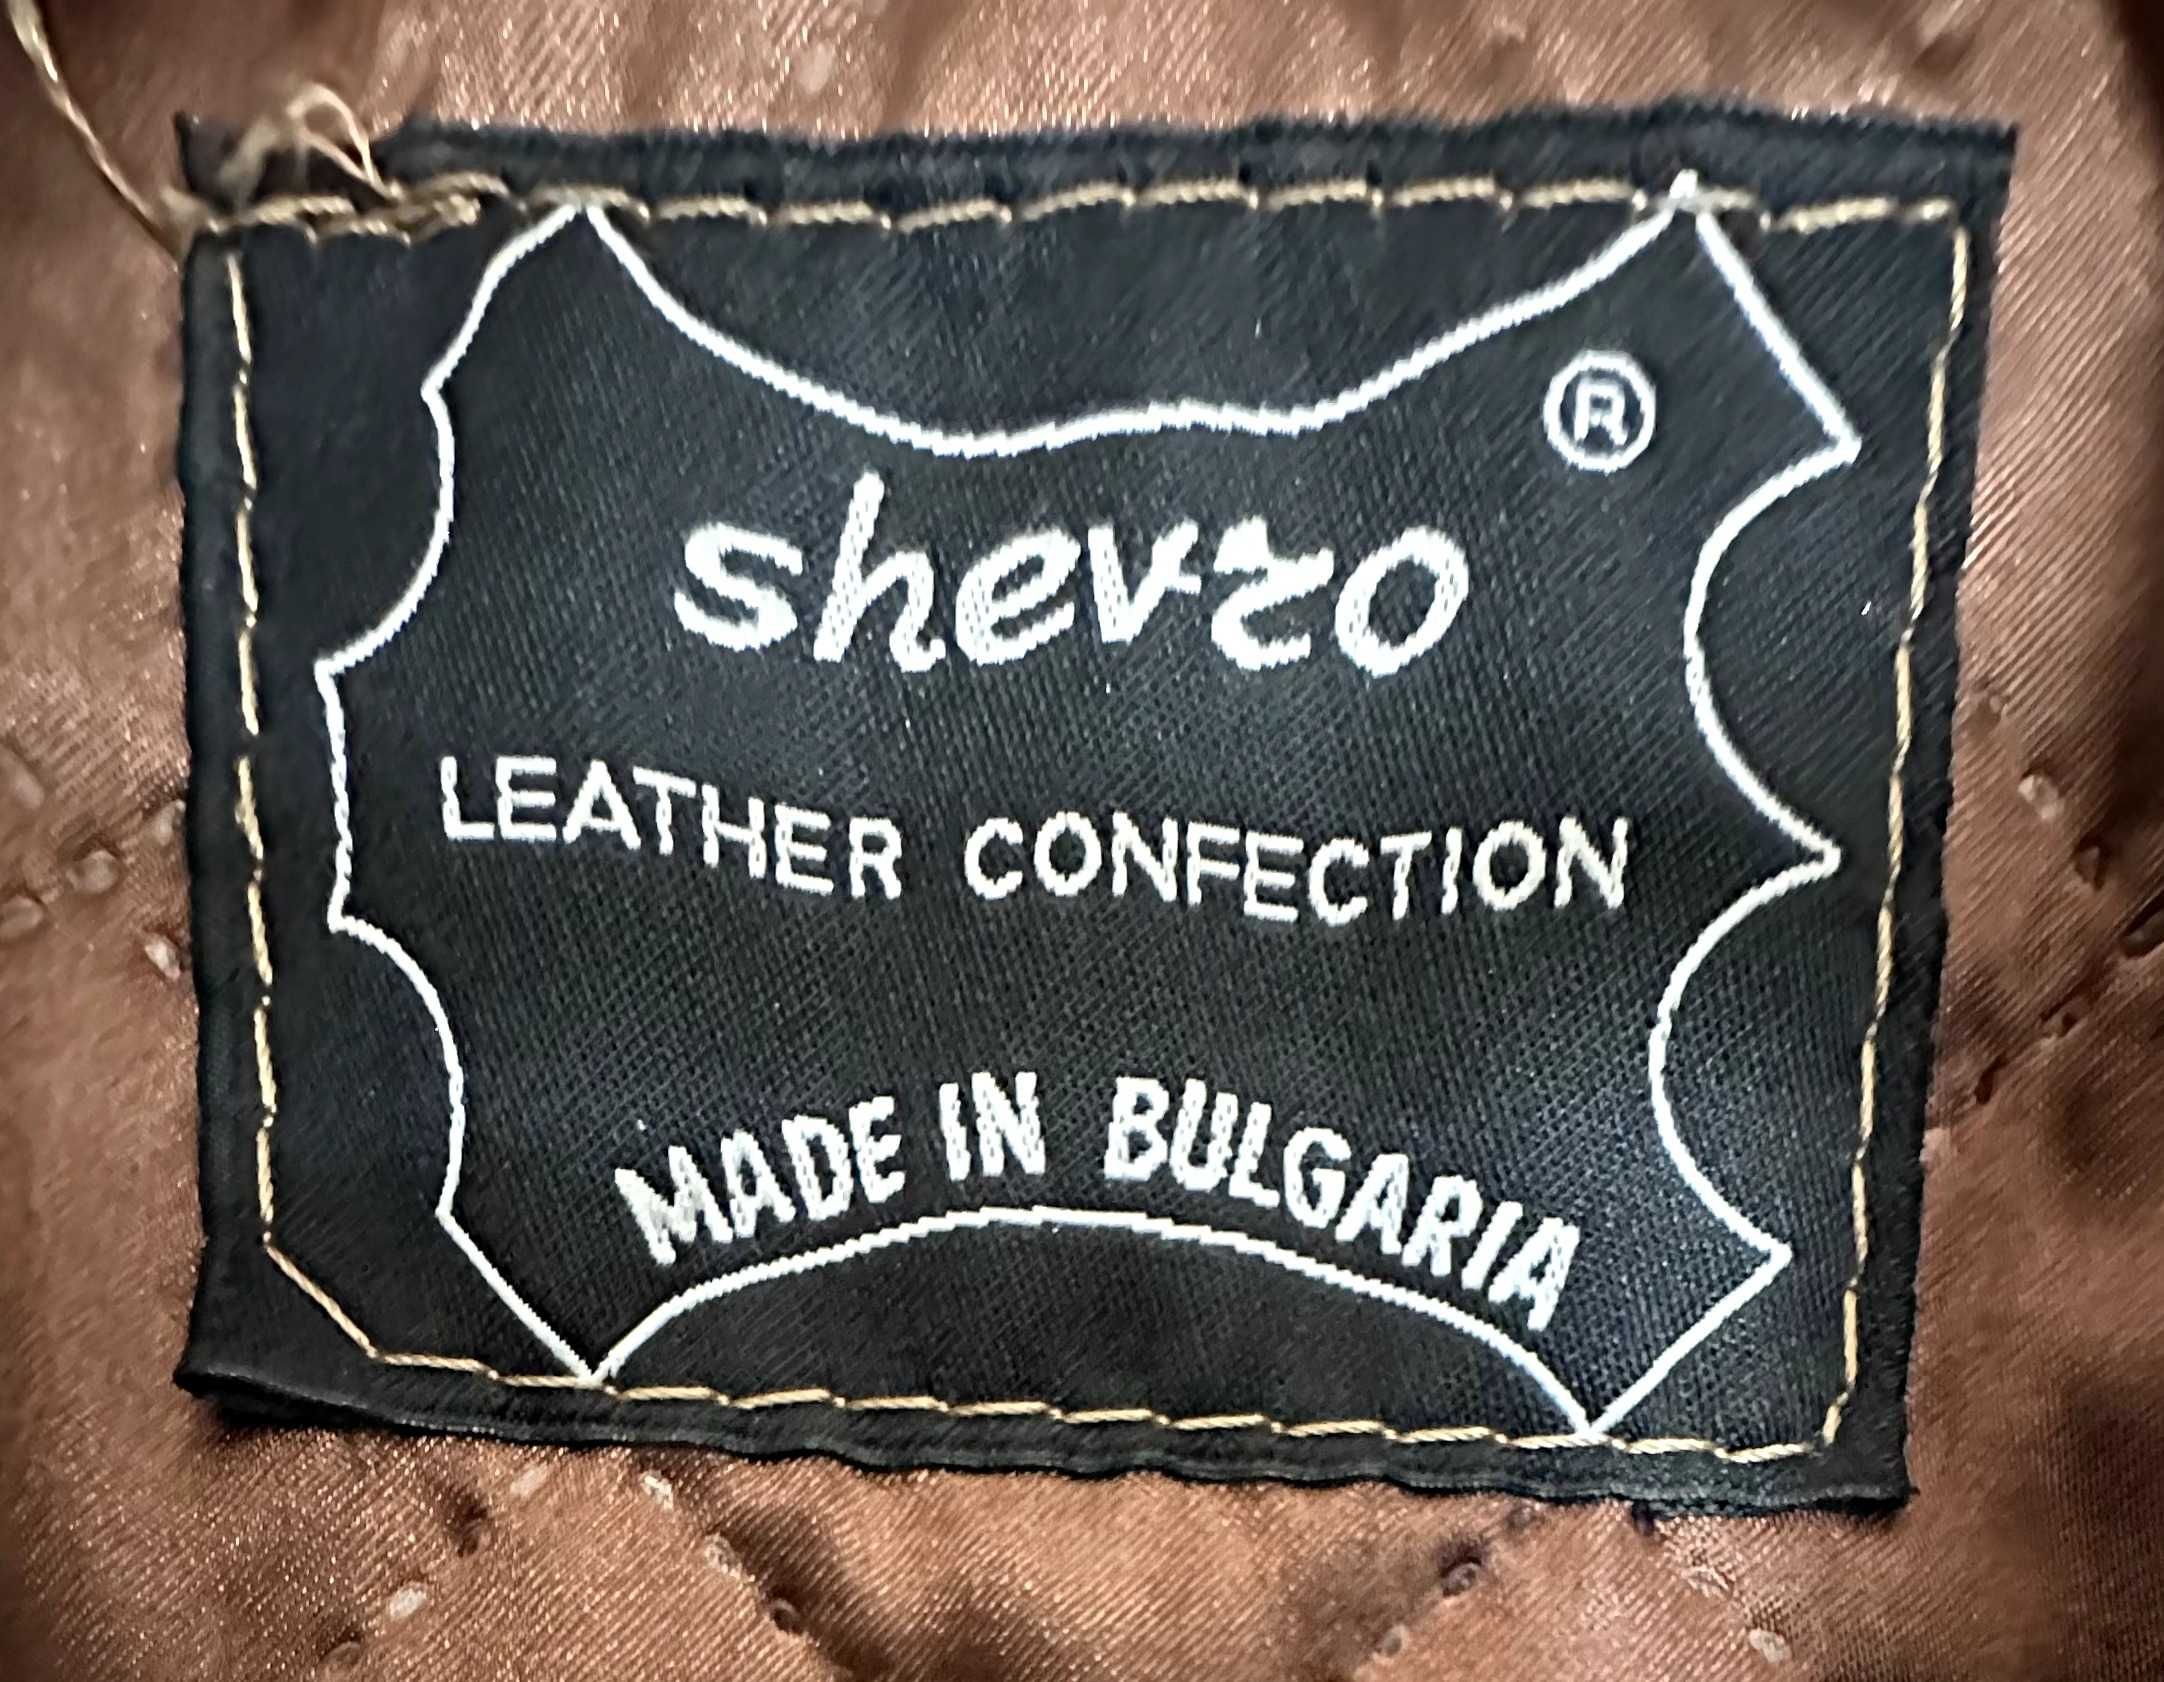 ®
shevro
LEATHER CONFECTION
MADE IN BULGARIA